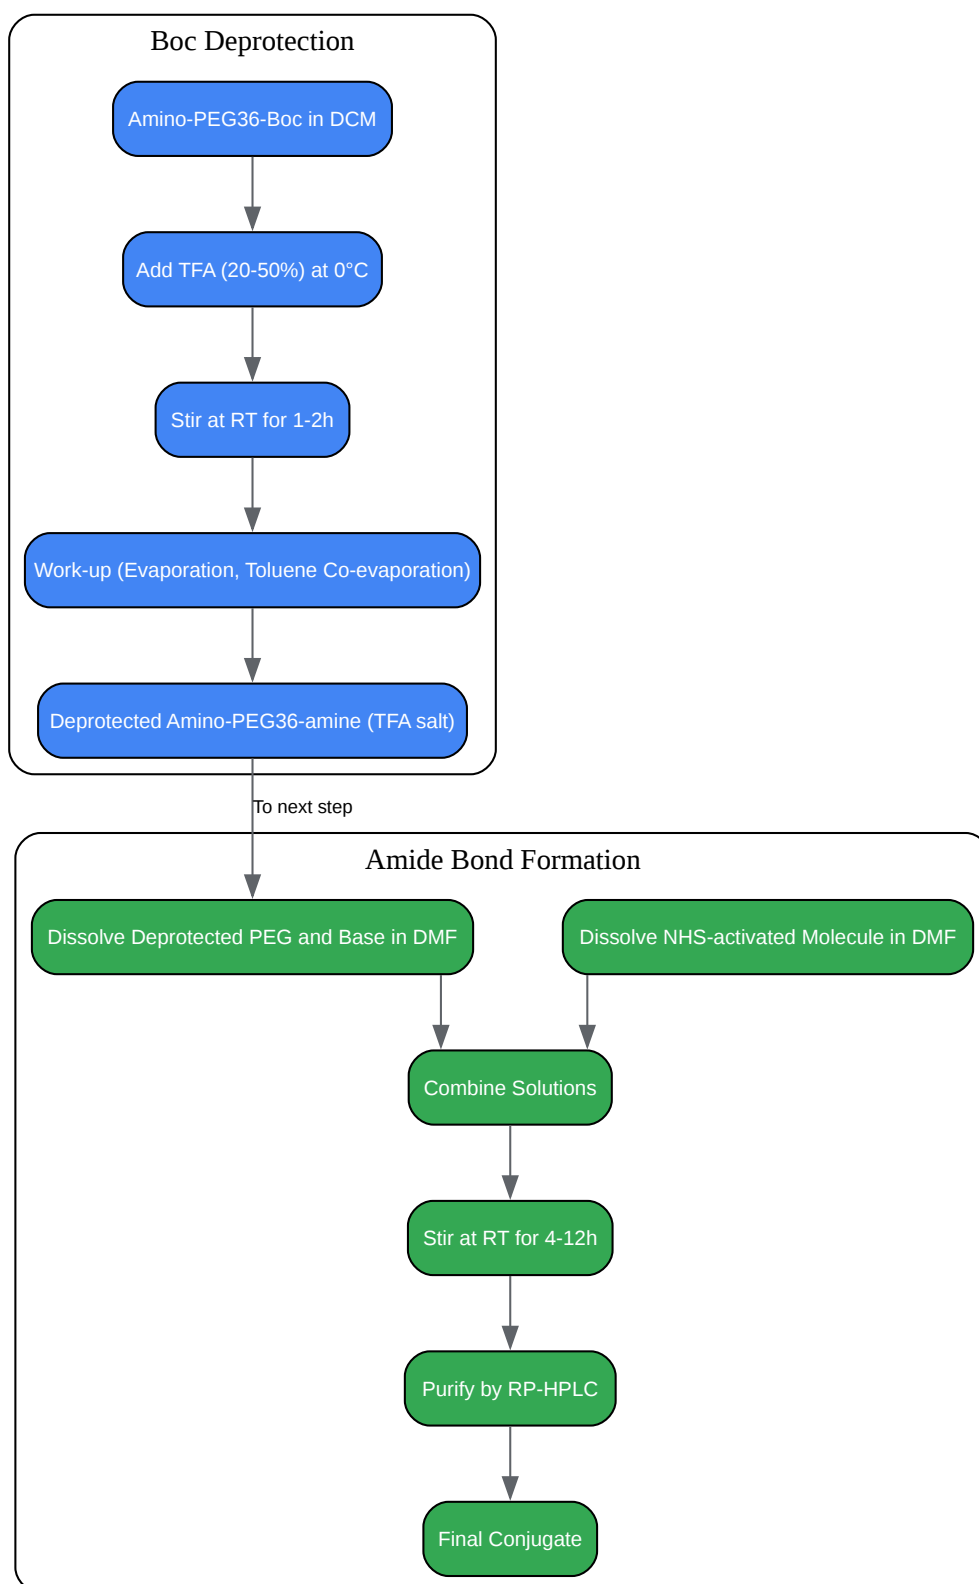 Boc Deprotection
Amino-PEG36-Boc in DCM
Add TFA (20-50%) at 0°C
Stir at RT for 1-2h
Work-up (Evaporation, Toluene Co-evaporation)
Deprotected Amino-PEG36-amine (TFA salt)
To next step
Amide Bond Formation
Dissolve Deprotected PEG and Base in DMF
Dissolve NHS-activated Molecule in DMF
Combine Solutions
Stir at RT for 4-12h
Purify by RP-HPLC
Final Conjugate